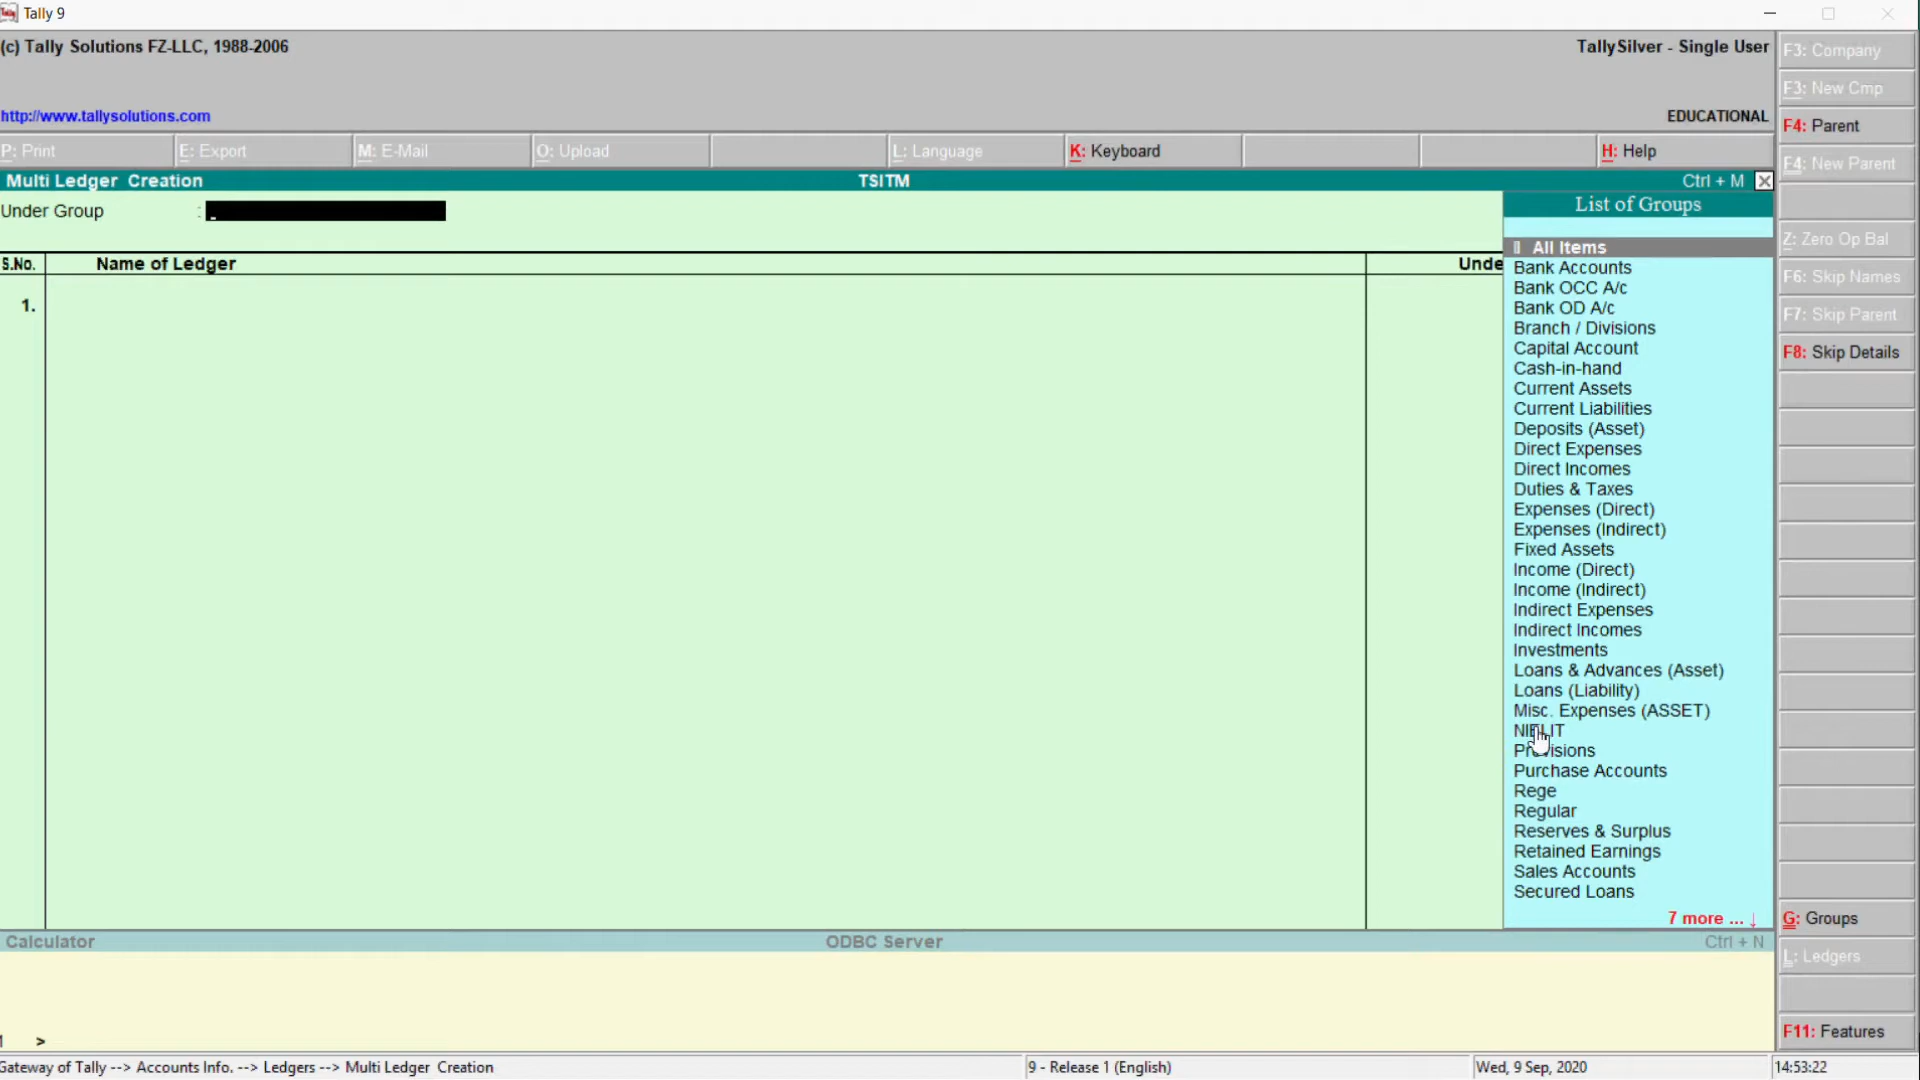 Tally 9
(c) Tally Solutions FZ-LLC, 1988-2006
TallySilver - Single User
http://www.tallysolutions.com
EDUCATIONAL
P: Print
E: Export
M: E-Mail
O: Upload
L: Language
K: Keyboard
H: Help
Multi Ledger Creation
TSITM
Ctrl + M
Under Group :
S.No.
Name of Ledger
Unde
1.
List of Groups
All Items
Bank Accounts
Bank OCC A/c
Bank OD A/c
Branch / Divisions
Capital Account
Cash-in-hand
Current Assets
Current Liabilities
Deposits (Asset)
Direct Expenses
Direct Incomes
Duties & Taxes
Expenses (Direct)
Expenses (Indirect)
Fixed Assets
Income (Direct)
Income (Indirect)
Indirect Expenses
Indirect Incomes
Investments
Loans & Advances (Asset)
Loans (Liability)
Misc. Expenses (ASSET)
NIELIT
Provisions
Purchase Accounts
Rege
Regular
Reserves & Surplus
Retained Earnings
Sales Accounts
Secured Loans
7 more ... ↓
F3: Company
F3: New Cmp
F4: Parent
F4: New Parent
Z: Zero Op Bal
F6: Skip Names
F7: Skip Parent
F8: Skip Details
G: Groups
L: Ledgers
F11: Features
Calculator
ODBC Server
Ctrl + N
>
Gateway of Tally --> Accounts Info. --> Ledgers --> Multi Ledger Creation
9 - Release 1 (English)
Wed, 9 Sep, 2020
14:53:22